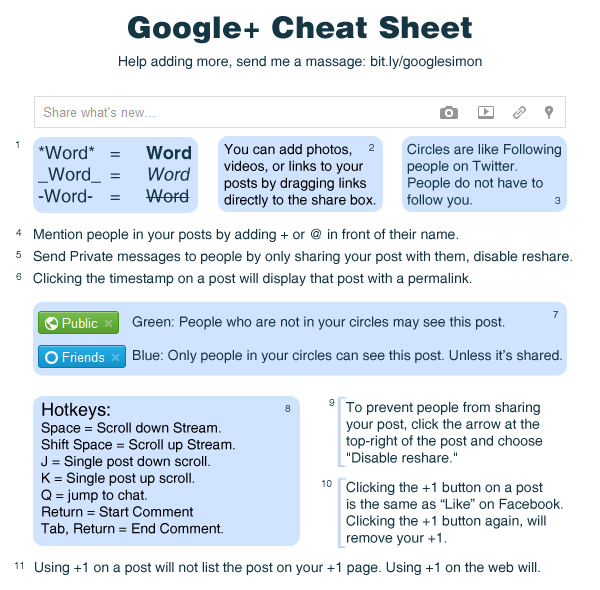 Google+ Cheat Sheet
Help adding more, send me a massage: bit.ly/googlesimon
Share what's new...
1
*Word* = Word
_Word_ = Word
-Word- = Word
You can add photos, 2
videos, or links to your
posts by dragging links
directly to the share box.
Circles are like Following
people on Twitter.
People do not have to
follow you. 3
4 Mention people in your posts by adding + or @ in front of their name.
5 Send Private messages to people by only sharing your post with them, disable reshare.
6 Clicking the timestamp on a post will display that post with a permalink.
7
Public × Green: People who are not in your circles may see this post.
Friends × Blue: Only people in your circles can see this post. Unless it's shared.
Hotkeys: 8
Space = Scroll down Stream.
Shift Space = Scroll up Stream.
J = Single post down scroll.
K = Single post up scroll.
Q = jump to chat.
Return = Start Comment
Tab, Return = End Comment.
9 To prevent people from sharing
your post, click the arrow at the
top-right of the post and choose
"Disable reshare."
10 Clicking the +1 button on a post
is the same as “Like” on Facebook.
Clicking the +1 button again, will
remove your +1.
11 Using +1 on a post will not list the post on your +1 page. Using +1 on the web will.